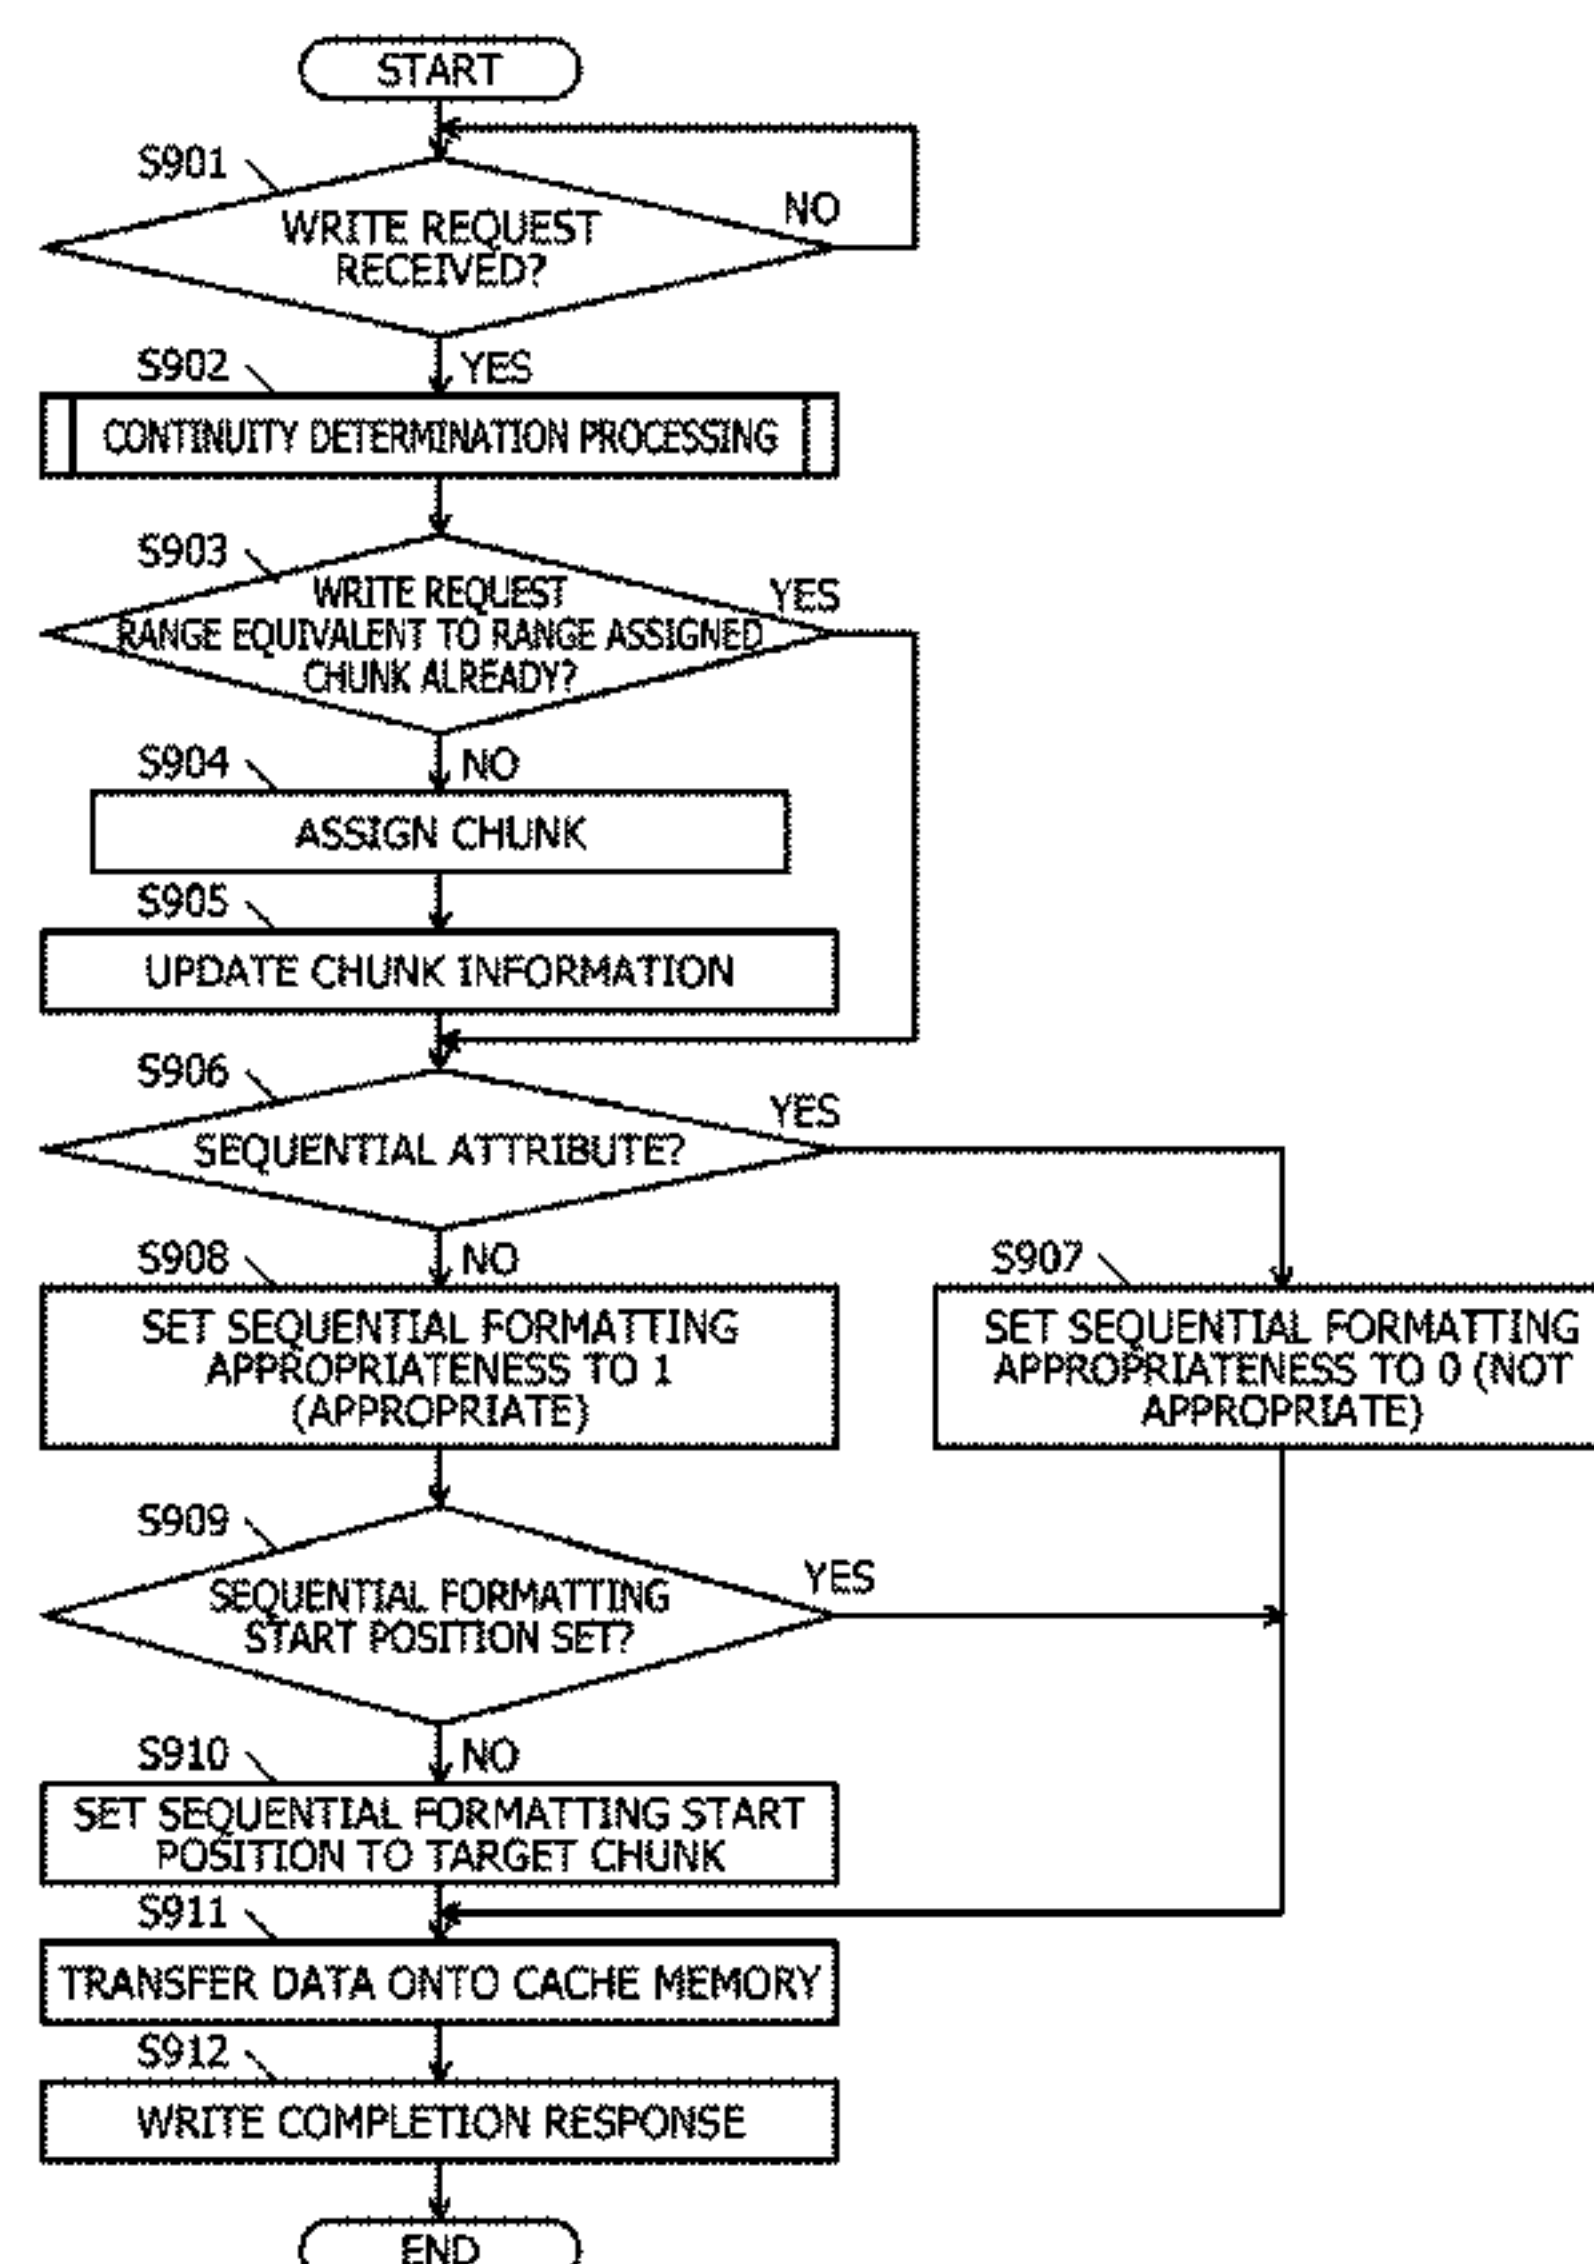 START
S901
WRITE REQUEST
RECEIVED?
NO
YES
S902
CONTINUITY DETERMINATION PROCESSING
S903
WRITE REQUEST
RANGE EQUIVALENT TO RANGE ASSIGNED
CHUNK ALREADY?
YES
NO
S904
ASSIGN CHUNK
S905
UPDATE CHUNK INFORMATION
S906
SEQUENTIAL ATTRIBUTE?
YES
NO
S908
SET SEQUENTIAL FORMATTING
APPROPRIATENESS TO 1
(APPROPRIATE)
S907
SET SEQUENTIAL FORMATTING
APPROPRIATENESS TO 0 (NOT
APPROPRIATE)
S909
SEQUENTIAL FORMATTING
START POSITION SET?
YES
NO
S910
SET SEQUENTIAL FORMATTING START
POSITION TO TARGET CHUNK
S911
TRANSFER DATA ONTO CACHE MEMORY
S912
WRITE COMPLETION RESPONSE
END